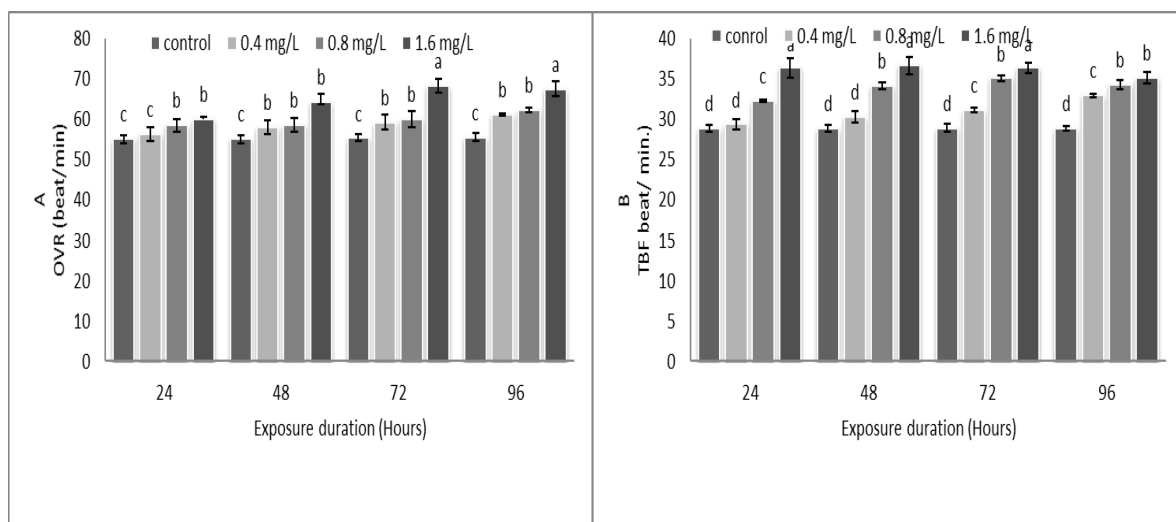 80
control 0.4 mg/L 0.8 mg/L 1.6 mg/L
70
60
50
40
30
20
10
0
c c b b c b b b c b b a c b b a
24 48 72 96
Exposure duration (Hours)
A
OVR (beat/min)
40
conrol 0.4 mg/L 0.8 mg/L 1.6 mg/L
35
30
25
20
15
10
5
0
d d c a d d b a d c b a d c b b
24 48 72 96
Exposure duration (Hours)
B
TBF beat/ min.